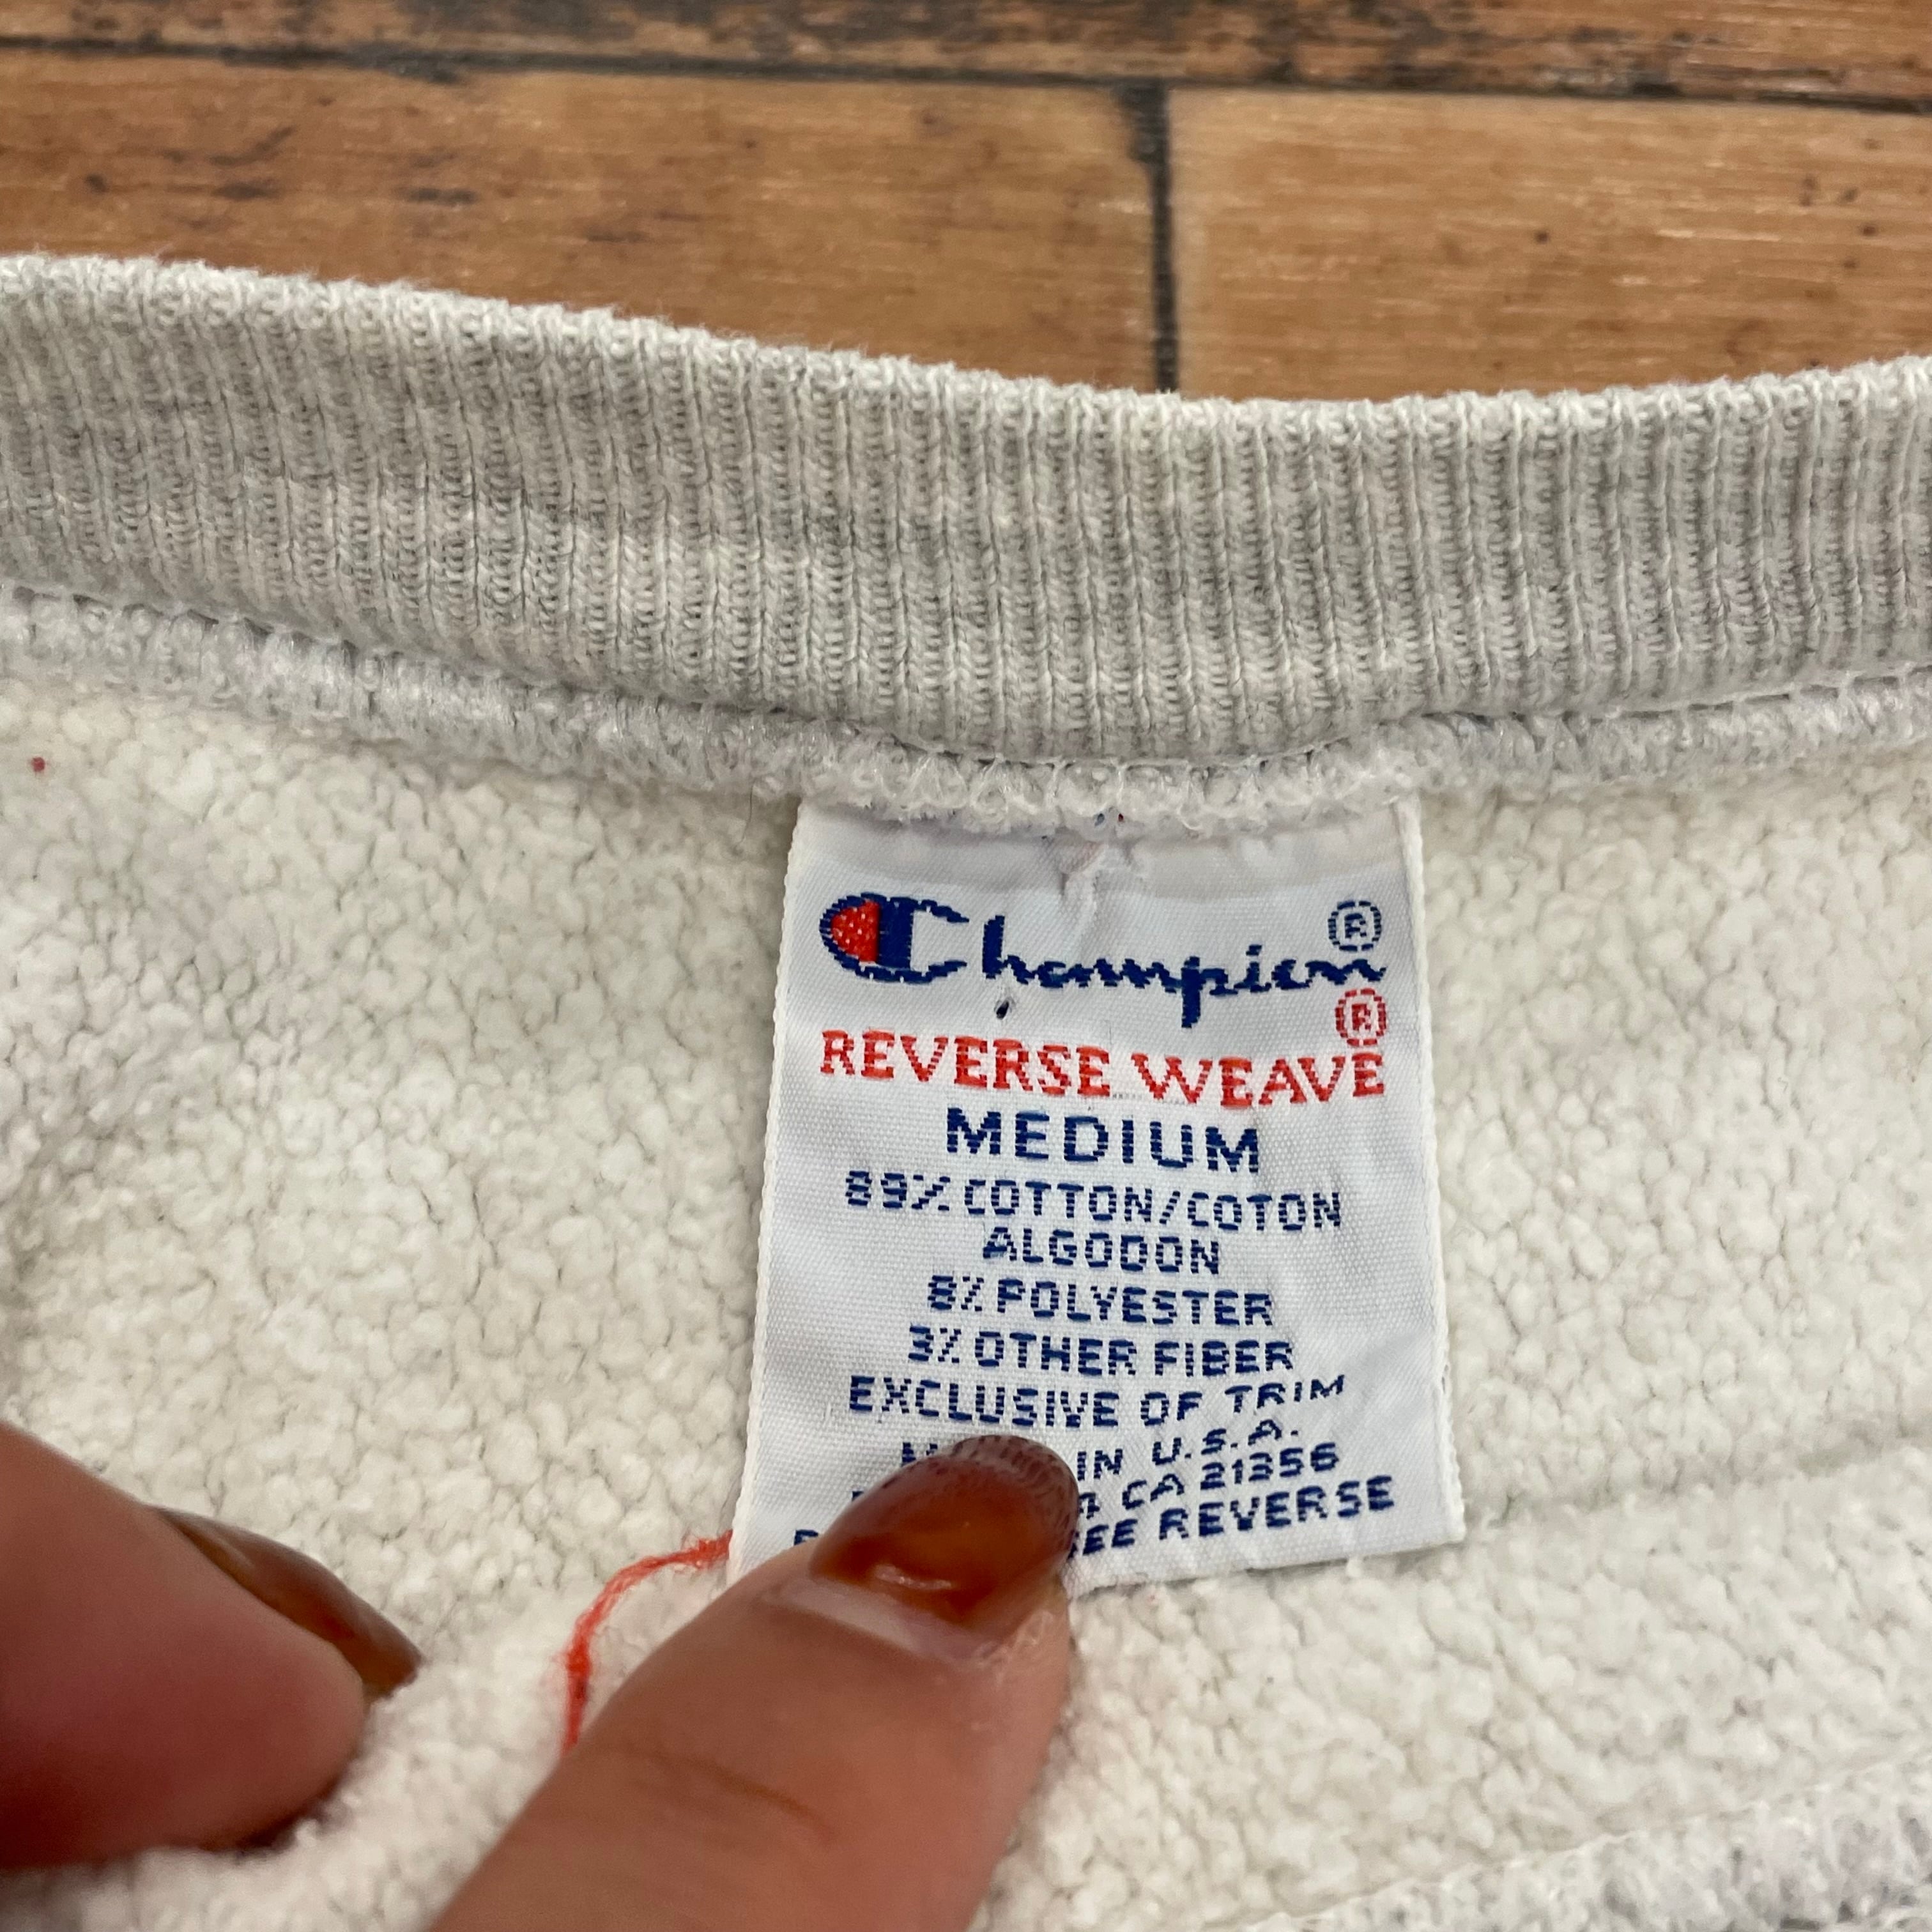 Champion®
REVERSE WEAVE®
MEDIUM
89% COTTON/COTON
ALGODON
8% POLYESTER
3% OTHER FIBER
EXCLUSIVE OF TRIM
IN U.S.A.
CA 21356
REVERSE